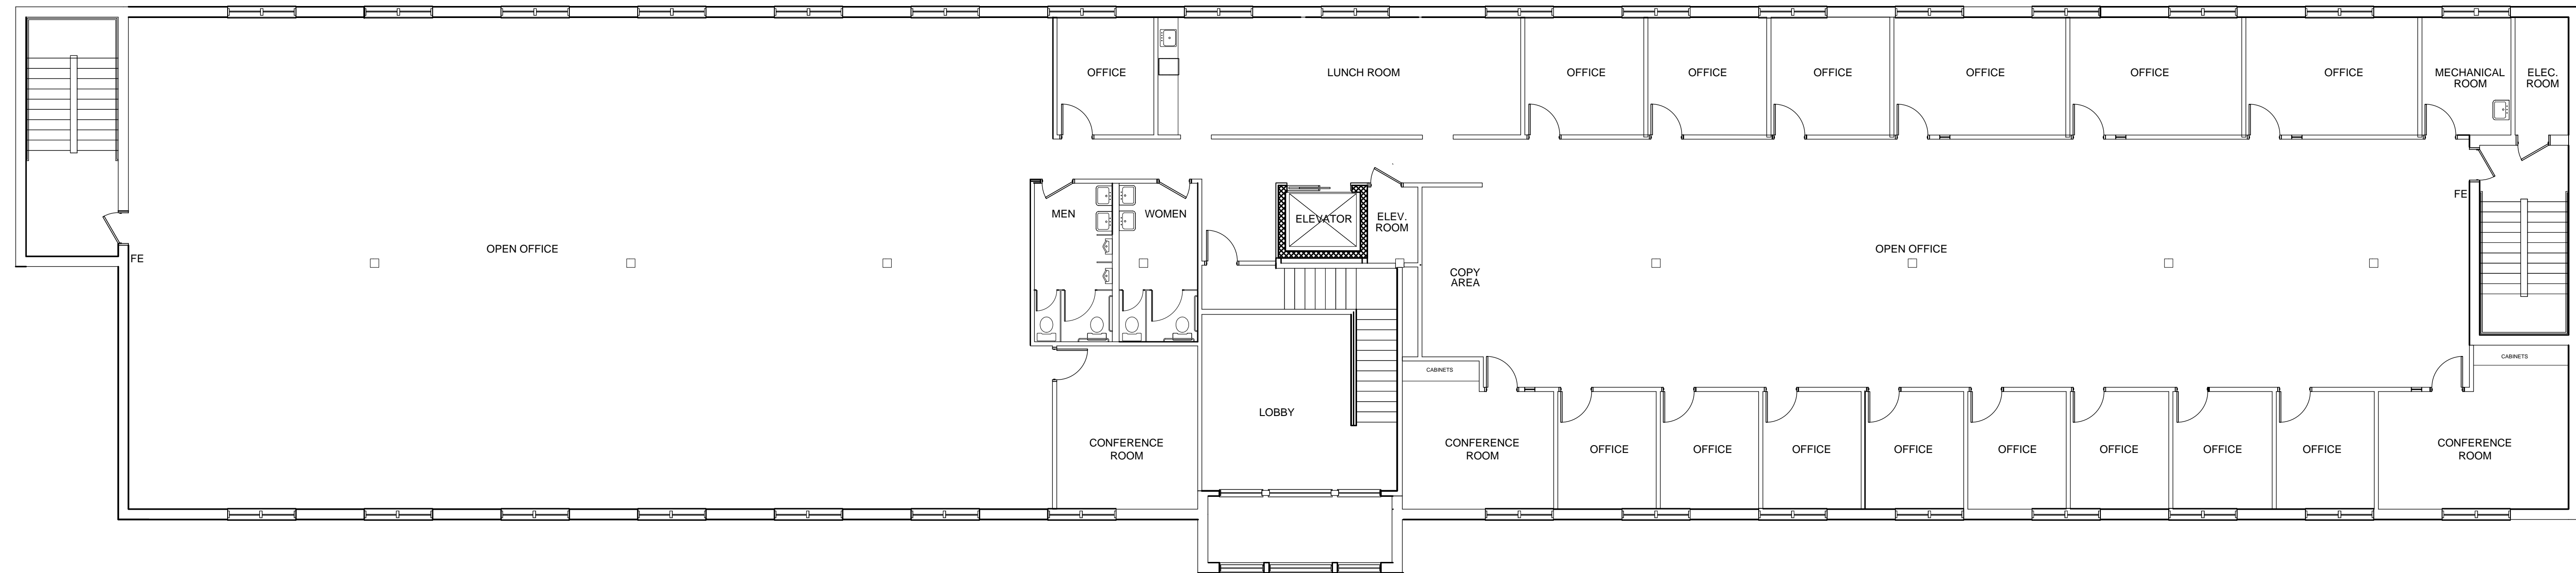 OFFICE
LUNCH ROOM
OFFICE
OFFICE
OFFICE
OFFICE
OFFICE
OFFICE
MECHANICAL
ROOM
ELEC.
ROOM
MEN
WOMEN
ELEVATOR
ELEV.
ROOM
FE
OPEN OFFICE
FE
OPEN OFFICE
COPY
AREA
CABINETS
CABINETS
LOBBY
CONFERENCE
ROOM
CONFERENCE
ROOM
OFFICE
OFFICE
OFFICE
OFFICE
OFFICE
OFFICE
OFFICE
OFFICE
CONFERENCE
ROOM